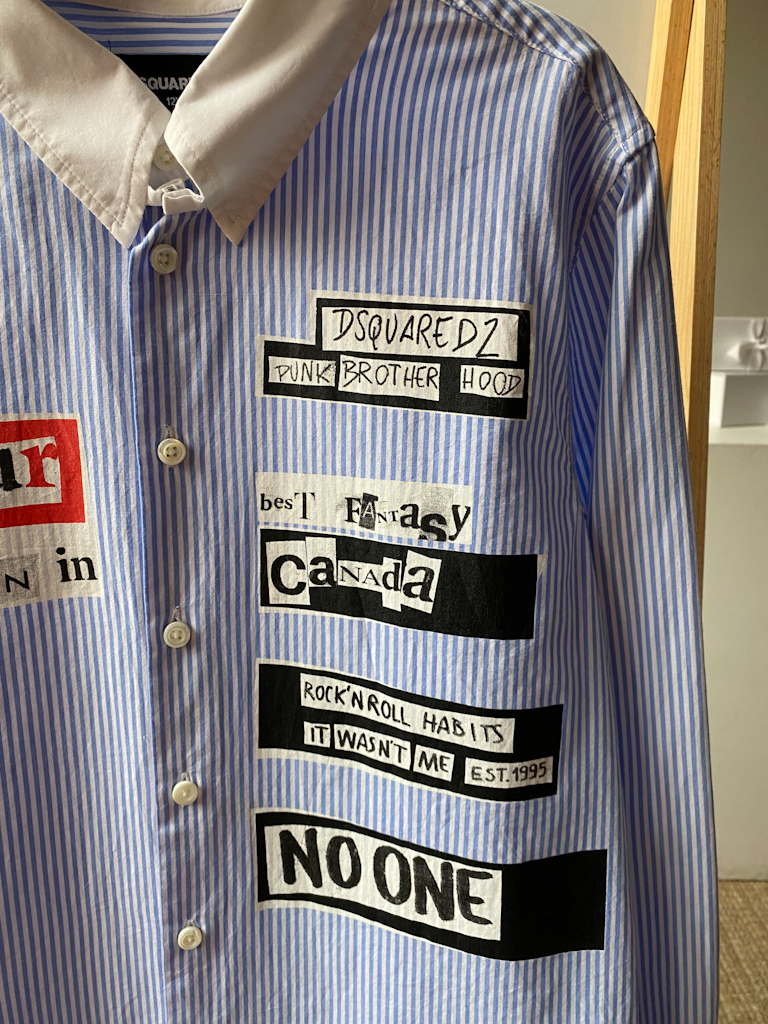 DSQUARED2
PUNK BROTHER HOOD
besT FANTasy
CaNAda
ROCK'N ROLL HABITS
IT WASN'T ME EST.1995
NO ONE
in